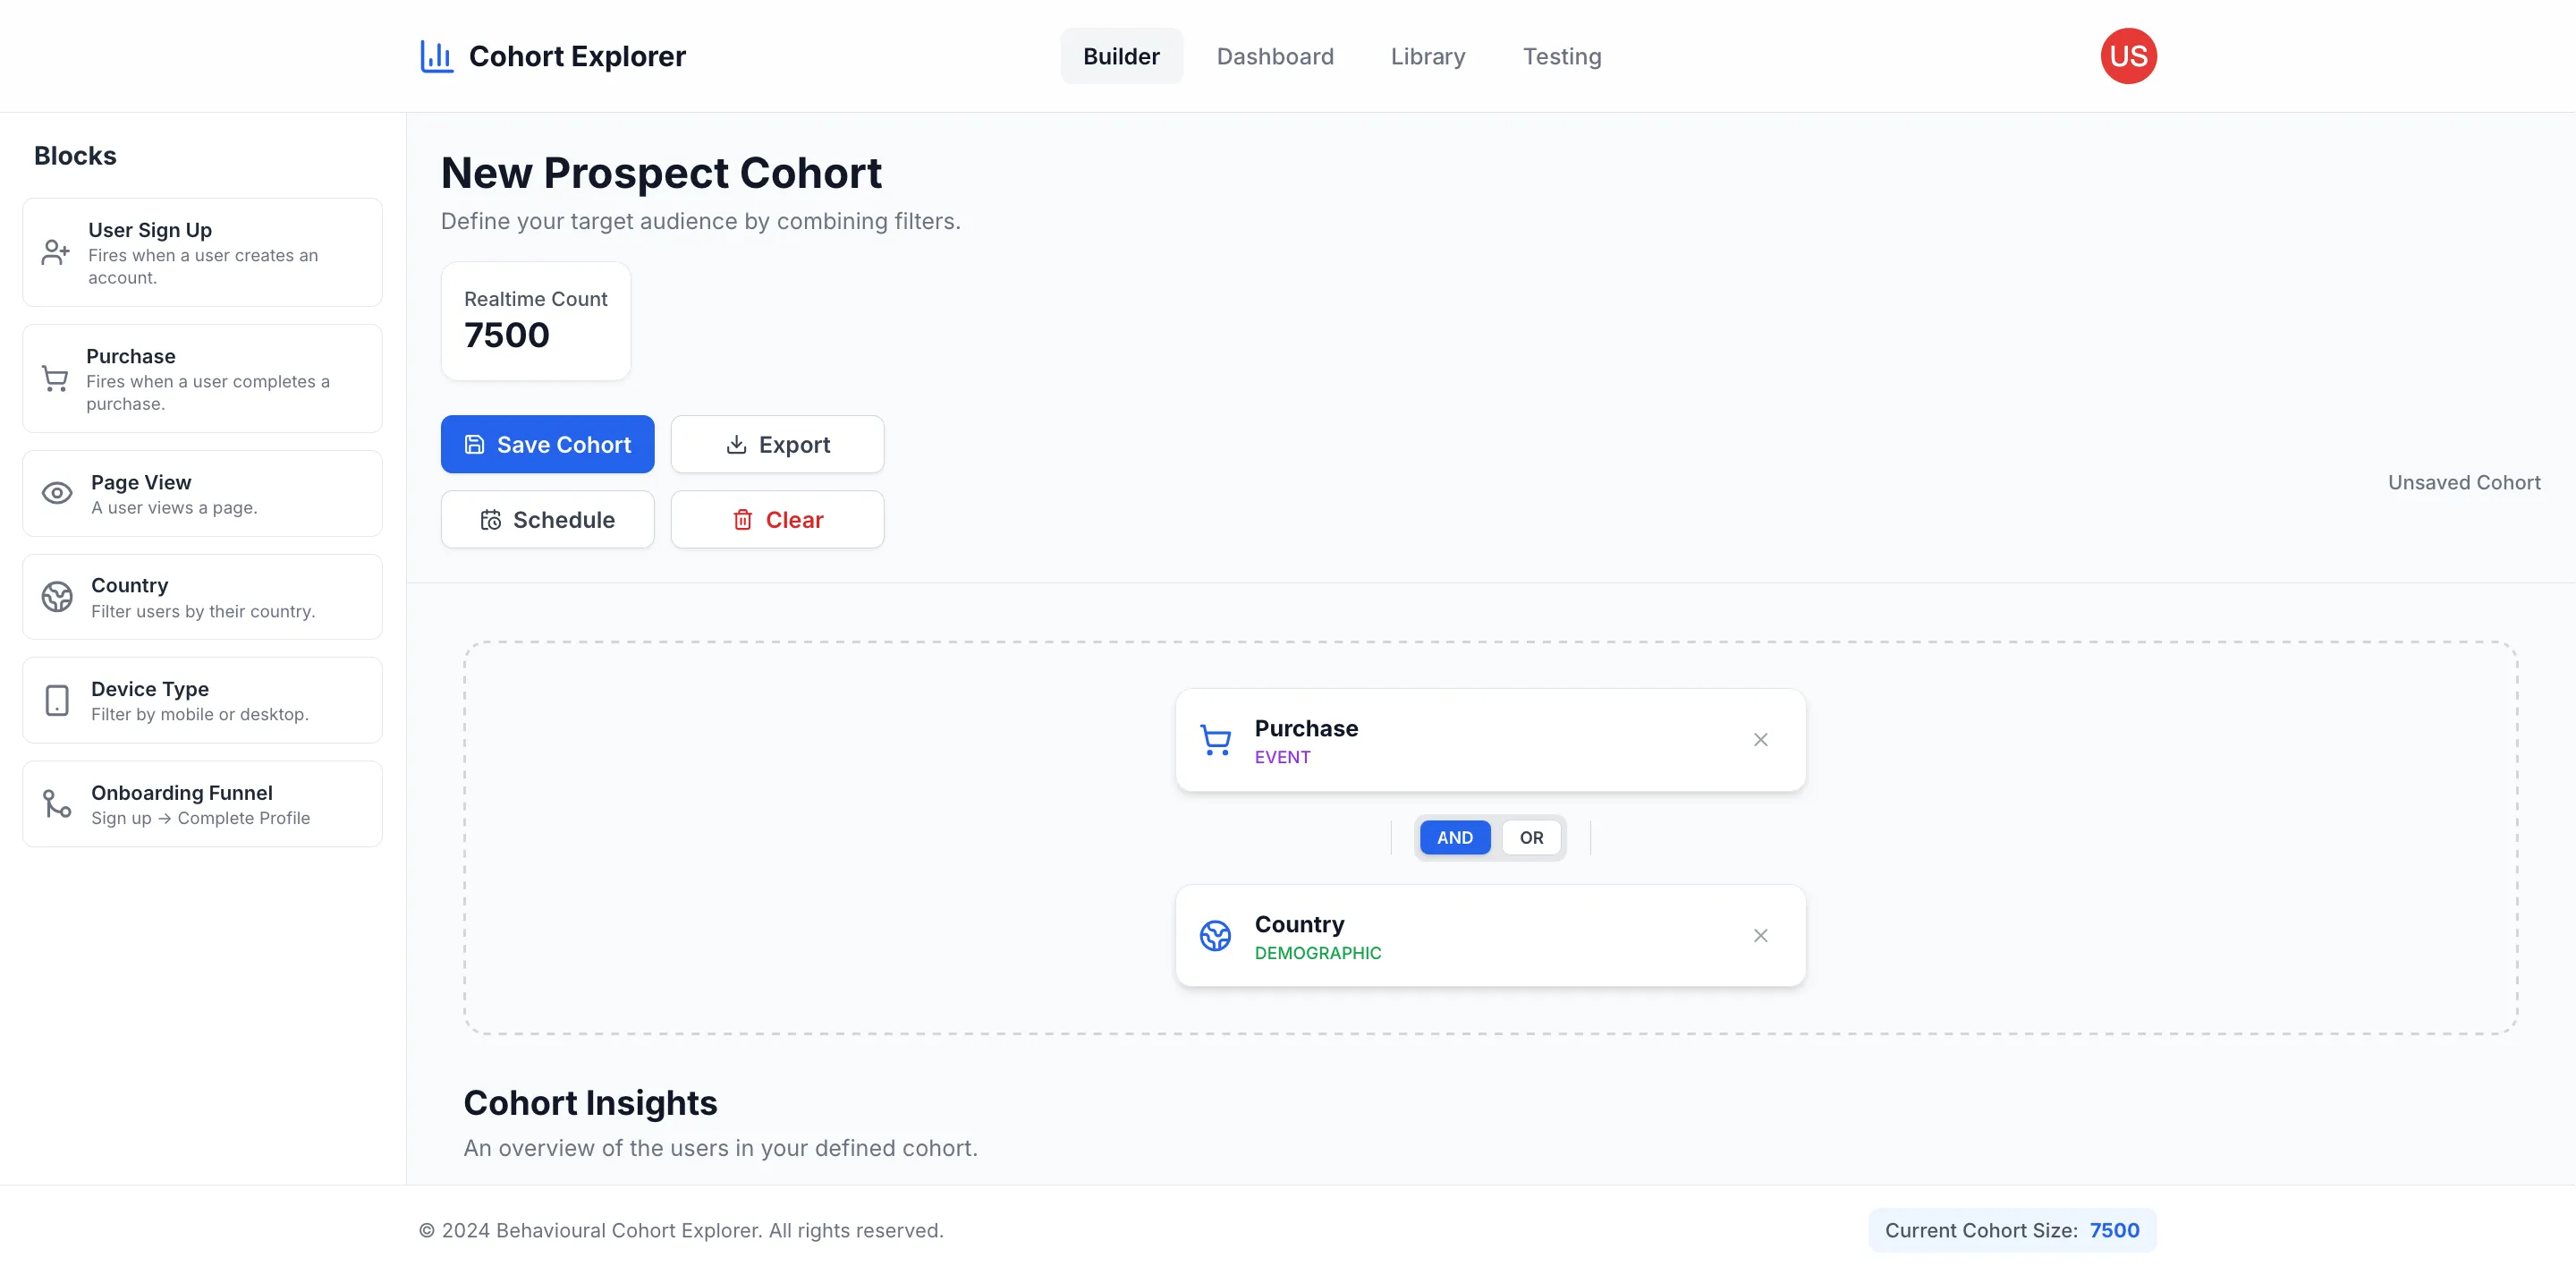 Cohort Explorer
Builder
Dashboard
Library
Testing
US
Blocks
User Sign Up
Fires when a user creates an
account.
Purchase
Fires when a user completes a
purchase.
Page View
A user views a page.
Country
Filter users by their country.
Device Type
Filter by mobile or desktop.
Onboarding Funnel
Sign up → Complete Profile
New Prospect Cohort
Define your target audience by combining filters.
Realtime Count
7500
Save Cohort
Export
Schedule
Clear
Unsaved Cohort
Purchase
EVENT
AND
OR
Country
DEMOGRAPHIC
Cohort Insights
An overview of the users in your defined cohort.
© 2024 Behavioural Cohort Explorer. All rights reserved.
Current Cohort Size: 7500